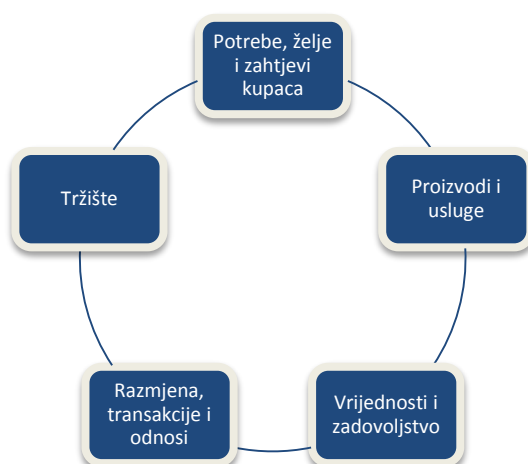 Potrebe, želje
i zahtjevi
kupaca
Proizvodi i
usluge
Vrijednosti i
zadovoljstvo
Razmjena,
transakcije i
odnosi
Tržište